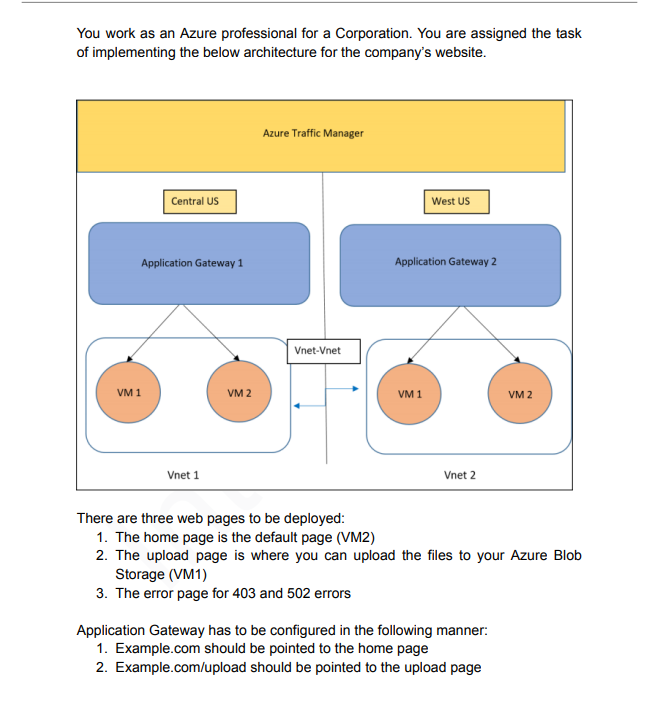 You work as an Azure professional for a Corporation. You are assigned the task
of implementing the below architecture for the company's website.
Azure Traffic Manager
Central US
West US
Application Gateway 1
Application Gateway 2
Vnet-Vnet
VM 1
VM 2
VM 1
VM 2
Vnet 1
Vnet 2
There are three web pages to be deployed:
1. The home page is the default page (VM2)
2. The upload page is where you can upload the files to your Azure Blob
Storage (VM1)
3. The error page for 403 and 502 errors
Application Gateway has to be configured in the following manner:
1. Example.com should be pointed to the home page
2. Example.com/upload should be pointed to the upload page